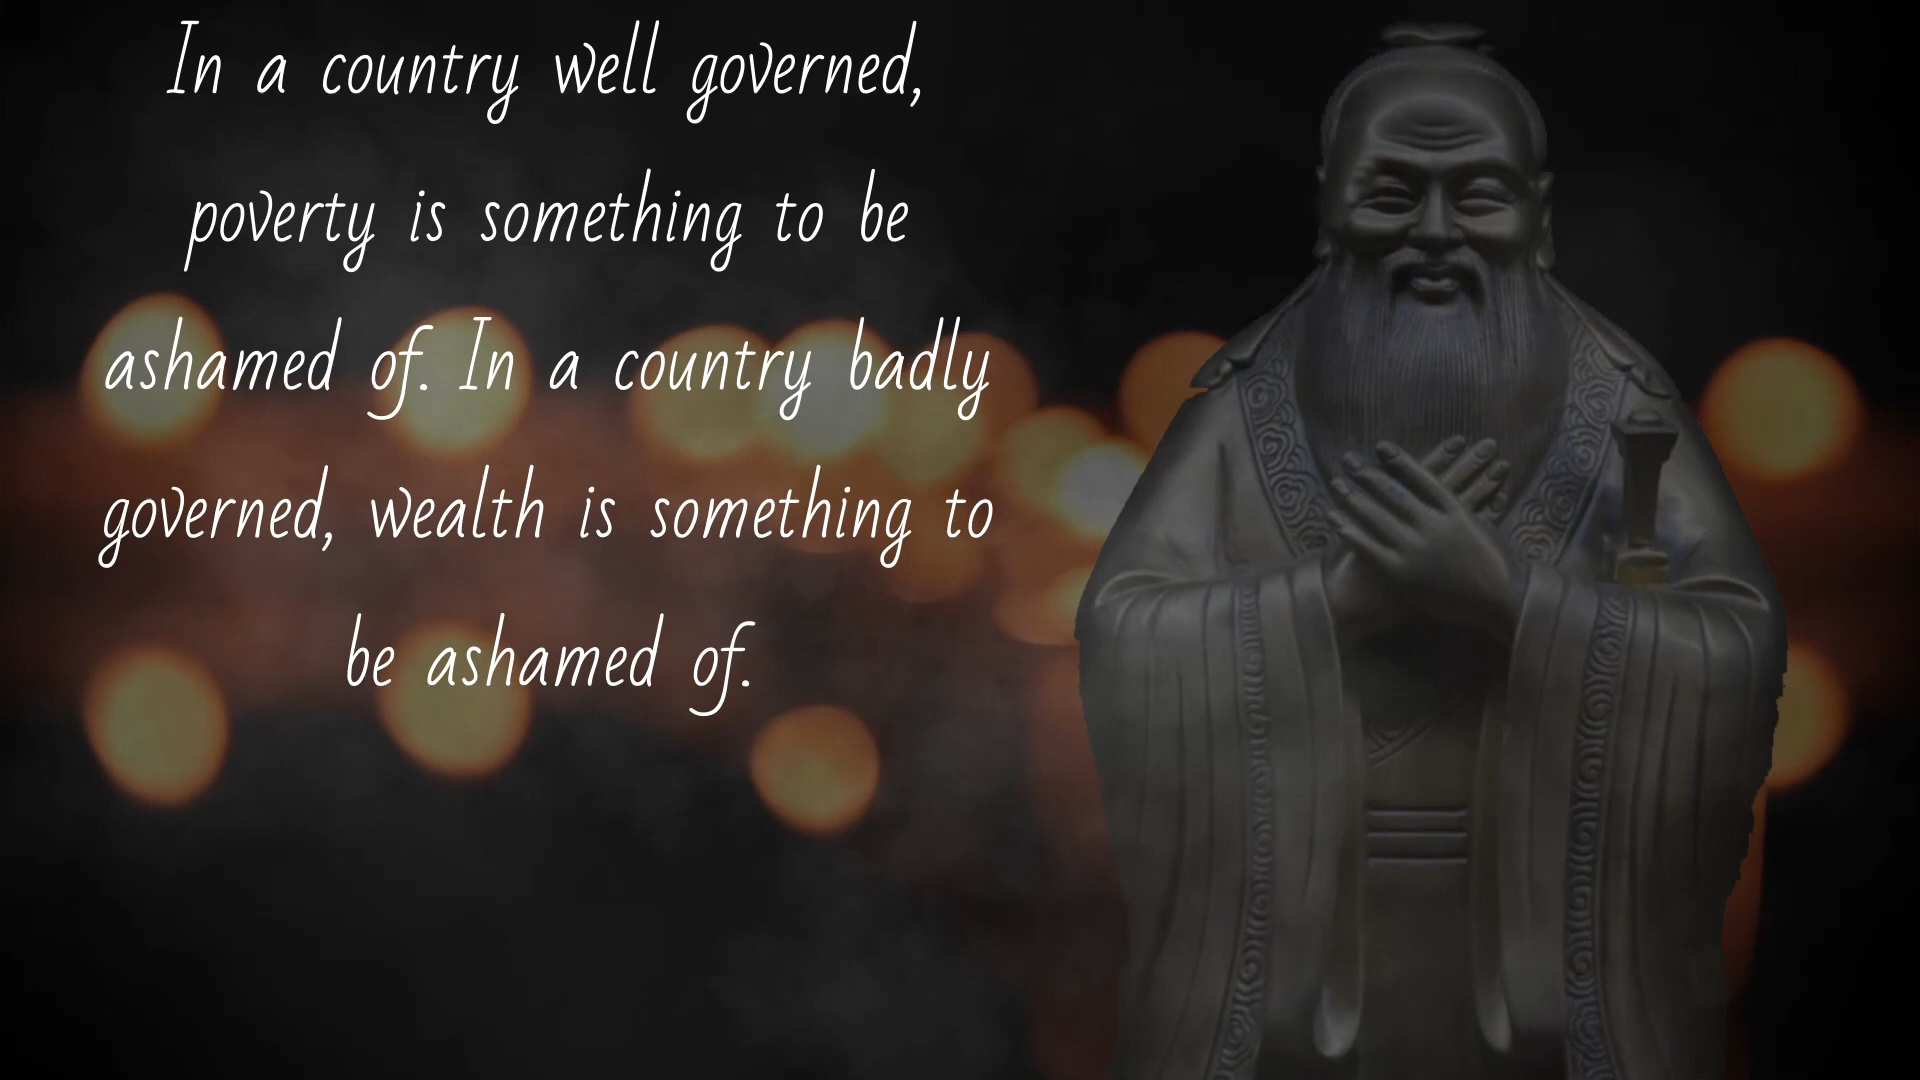 In a country well governed,
poverty is something to be
ashamed of. In a country badly
governed, wealth is something to
be ashamed of.